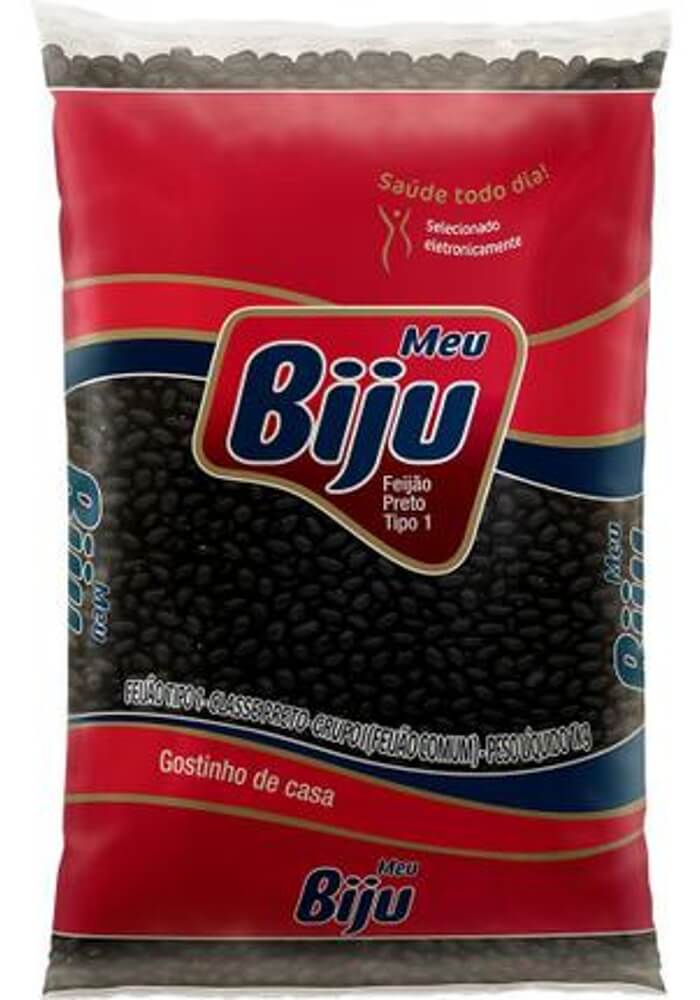 Saúde todo dia!
Selecionado
eletronicamente
Meu
Biju
Feijão
Preto
Tipo 1
Meu
Biju
Meu
Biju
FEIJÃO TIPO 1 - CLASSE PRETO - GRUPO I (FEIJÃO COMUM) - PESO LÍQUIDO 1KG
Gostinho de casa
Meu
Biju